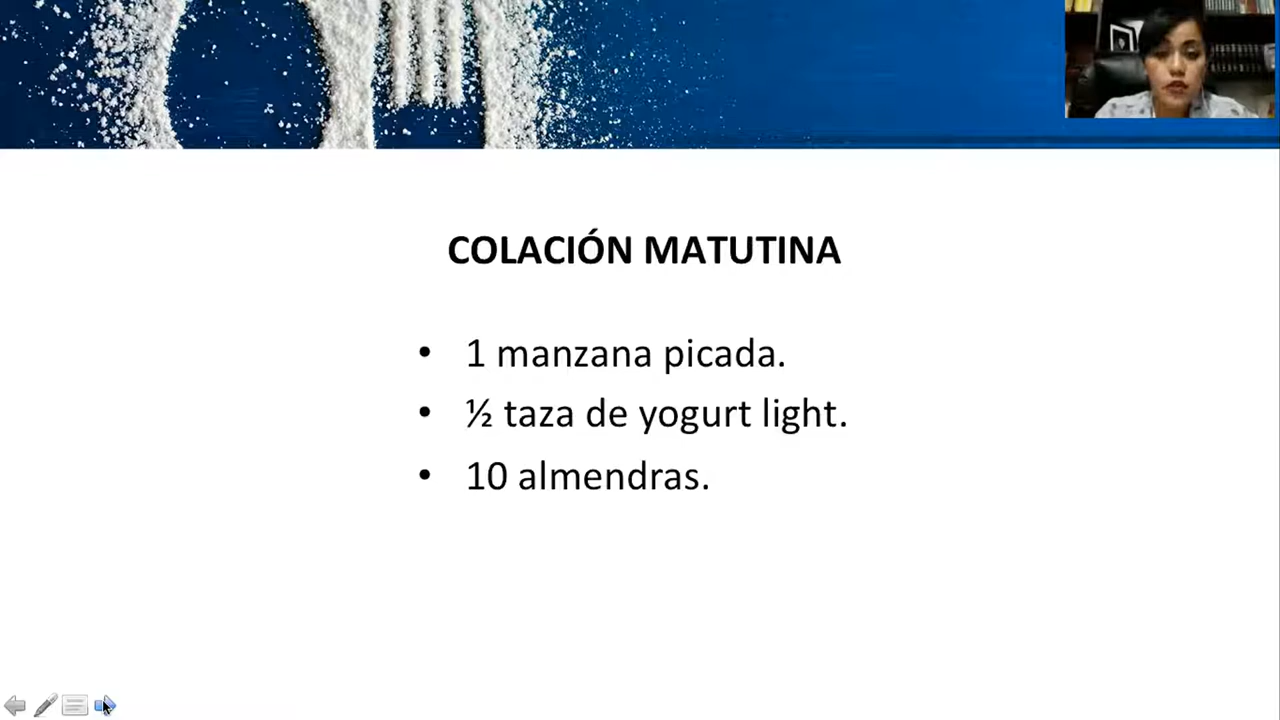 COLACIÓN MATUTINA
• 1 manzana picada.
• ½ taza de yogurt light.
• 10 almendras.